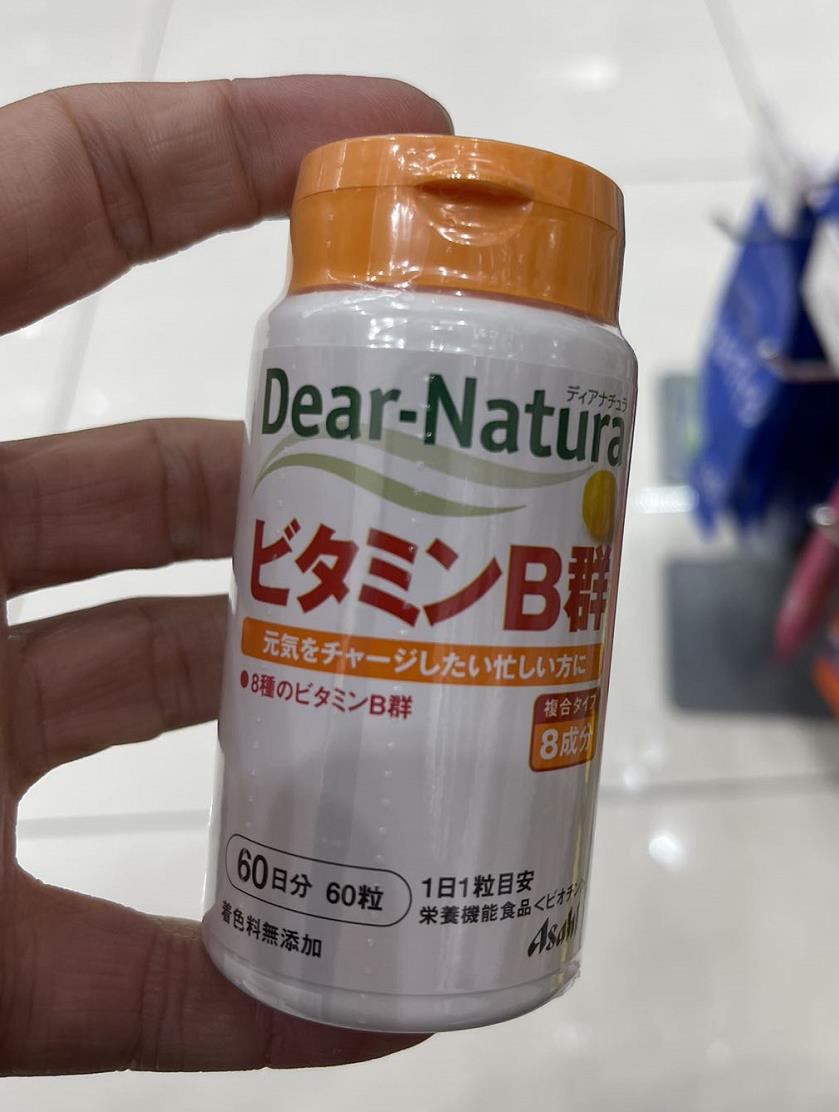 ディアナチュラ
Dear-Natura
ビタミンB群
元気をチャージしたい忙しい方に
●8種のビタミンB群
複合タイプ
8成分
60日分 60粒
1日1粒目安
栄養機能食品<ビオチン>
着色料無添加
Asahi